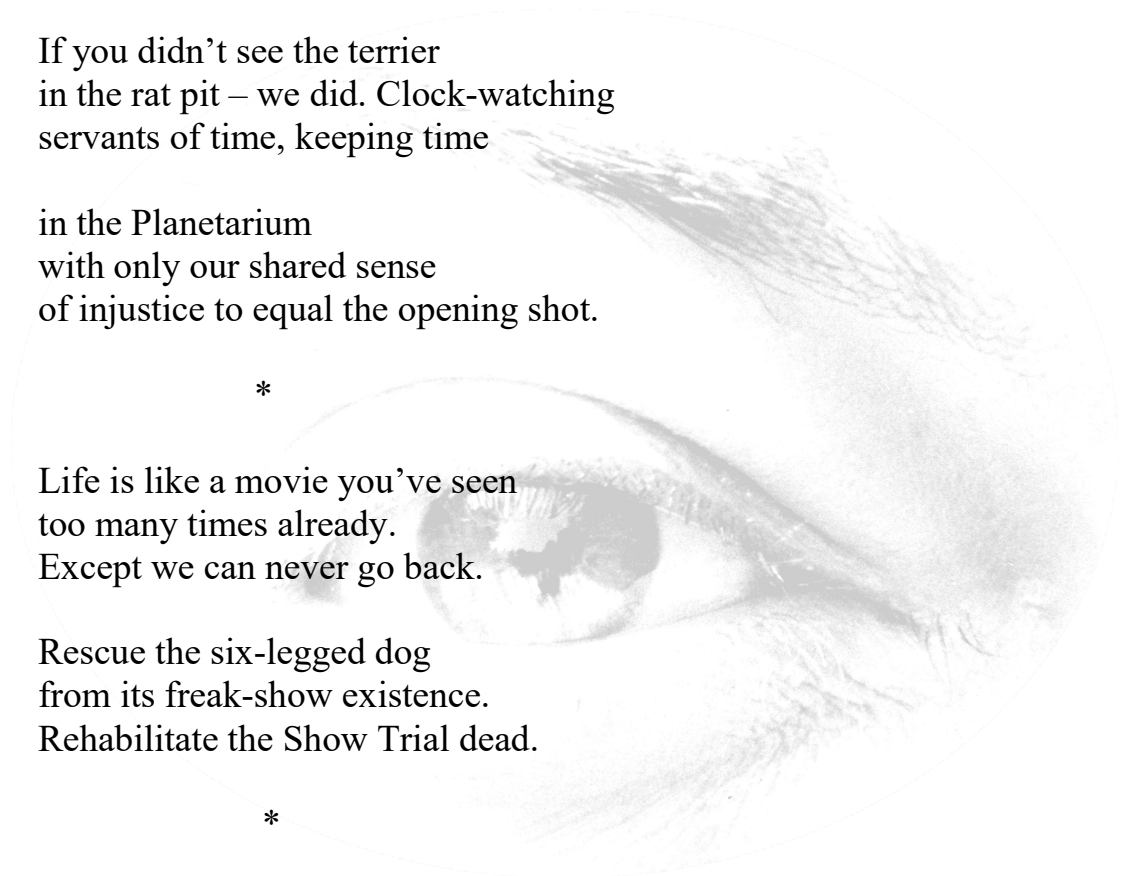 If you didn’t see the terrier
in the rat pit – we did. Clock-watching
servants of time, keeping time
in the Planetarium
with only our shared sense
of injustice to equal the opening shot.
*
Life is like a movie you’ve seen
too many times already.
Except we can never go back.
Rescue the six-legged dog
from its freak-show existence.
Rehabilitate the Show Trial dead.
*